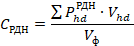 C_РДН = ∑ P_hd^РДН · V_hd / V_ф